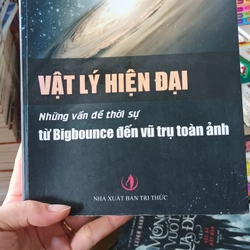 VẬT LÝ HIỆN ĐẠI
Những vấn đề thời sự
từ Bigbounce đến vũ trụ toàn ảnh
NHÀ XUẤT BẢN TRI THỨC